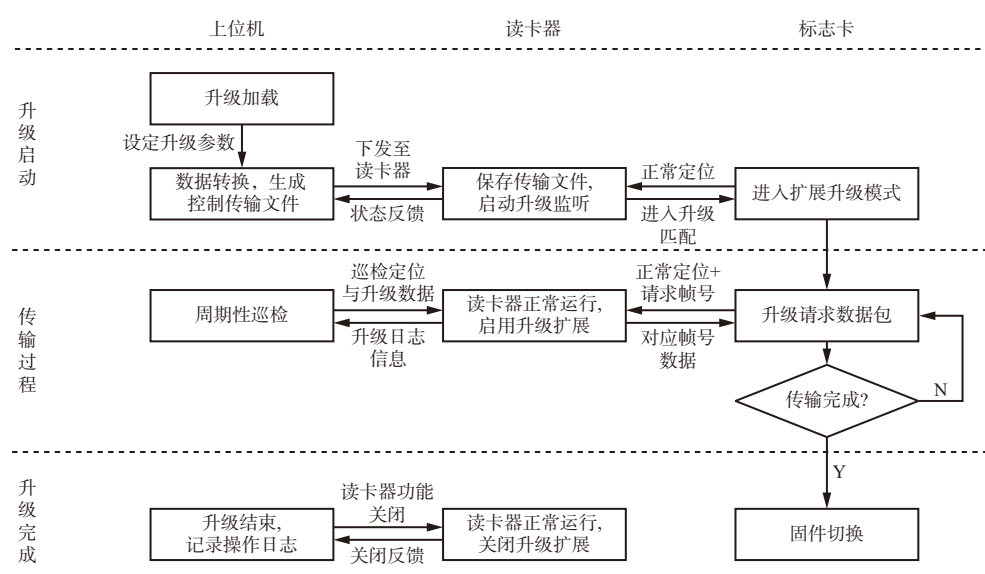 上位机
读卡器
标志卡
升级启动
升级加载
设定升级参数
数据转换，生成
控制传输文件
下发至
读卡器
状态反馈
保存传输文件，
启动升级监听
正常定位
进入升级
匹配
进入扩展升级模式
传输过程
周期性巡检
巡检定位
与升级数据
升级日志
信息
读卡器正常运行，
启用升级扩展
正常定位+
请求帧号
对应帧号
数据
升级请求数据包
传输完成?
N
Y
升级完成
升级结束，
记录操作日志
读卡器功能
关闭
关闭反馈
读卡器正常运行，
关闭升级扩展
固件切换